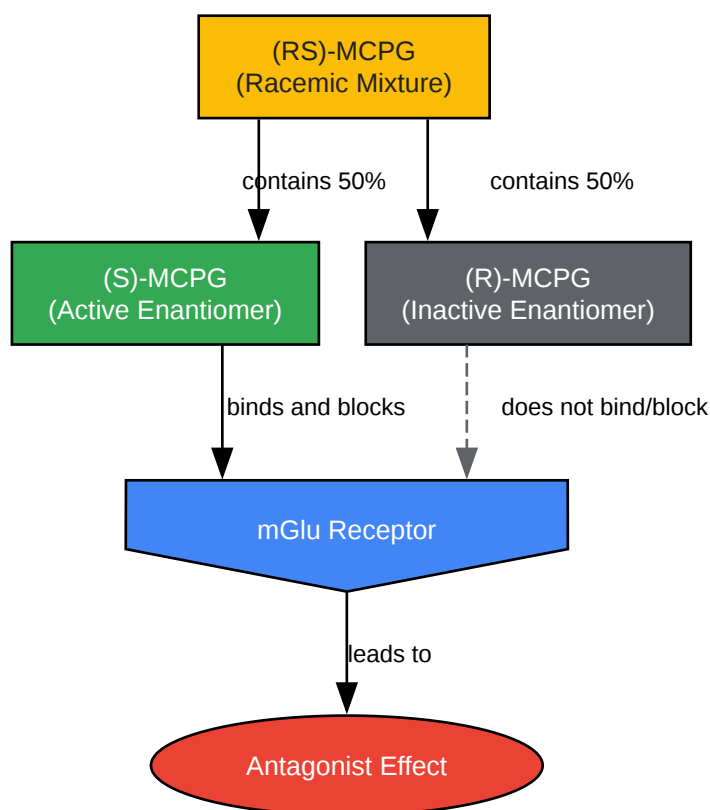 (RS)-MCPG
(Racemic Mixture)
contains 50%
contains 50%
(S)-MCPG
(Active Enantiomer)
(R)-MCPG
(Inactive Enantiomer)
binds and blocks
does not bind/block
mGlu Receptor
leads to
Antagonist Effect